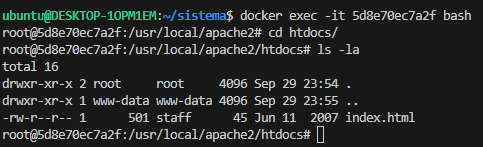 ubuntu@DESKTOP-1OPM1EM:~/sistema$ docker exec -it 5d8e70ec7a2f bash
root@5d8e70ec7a2f:/usr/local/apache2# cd htdocs/
root@5d8e70ec7a2f:/usr/local/apache2/htdocs# ls -la
total 16
drwxr-xr-x 2 root     root     4096 Sep 29 23:54 .
drwxr-xr-x 1 www-data www-data 4096 Sep 29 23:55 ..
-rw-r--r-- 1      501 staff      45 Jun 11  2007 index.html
root@5d8e70ec7a2f:/usr/local/apache2/htdocs#